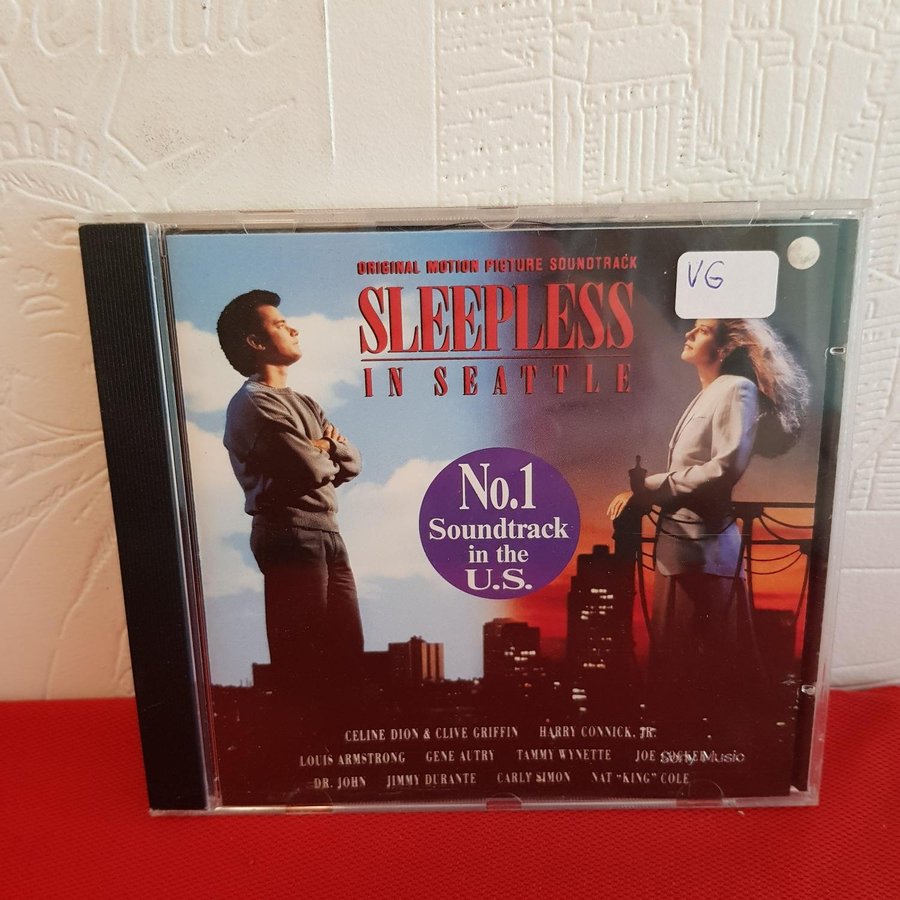 ORIGINAL MOTION PICTURE SOUNDTRACK
SLEEPLESS
IN SEATTLE
VG
No.1
Soundtrack
in the
U.S.
CELINE DION & CLIVE GRIFFIN HARRY CONNICK, JR.
LOUIS ARMSTRONG GENE AUTRY TAMMY WYNETTE JOE COCKER
Sony Music
DR. JOHN JIMMY DURANTE CARLY SIMON NAT "KING" COLE